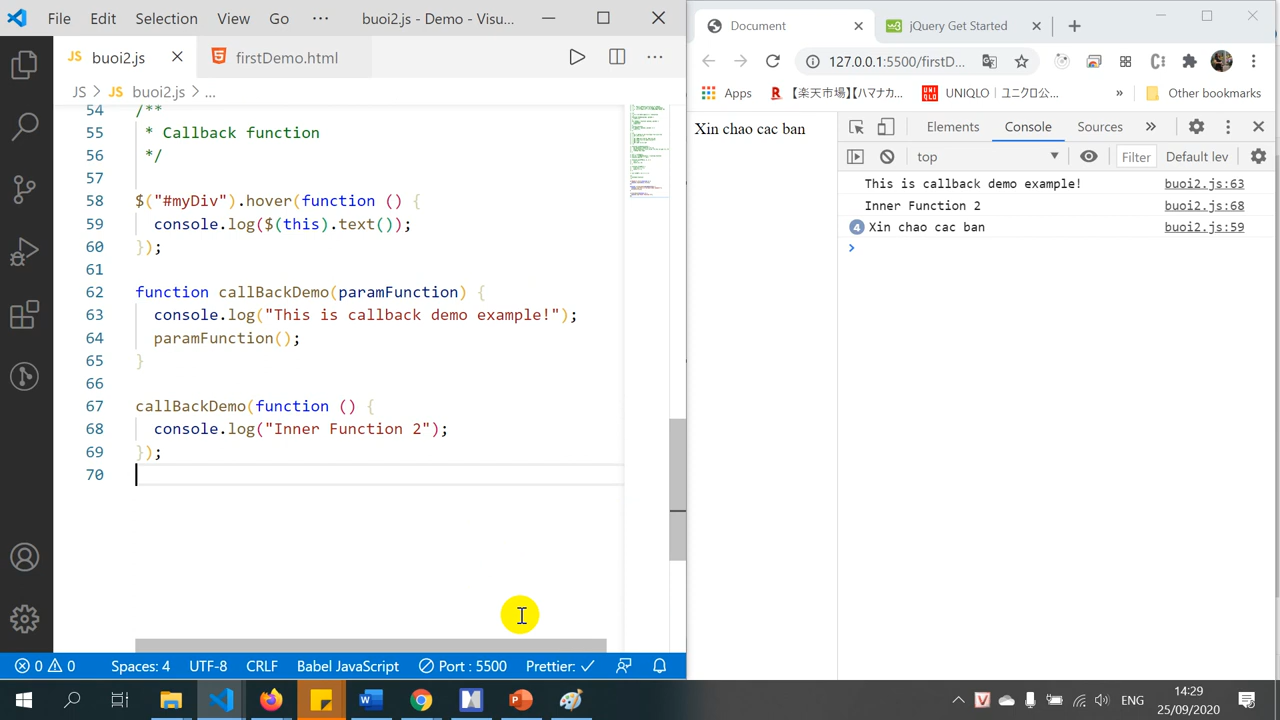 File Edit Selection View Go ··· buoi2.js - Demo - Visu...
JS buoi2.js firstDemo.html ···
JS > JS buoi2.js > ...
54 /**
55 * Callback function
56 */
57
58 $("#myDiv").hover(function () {
59 console.log($(this).text());
60 });
61
62 function callBackDemo(paramFunction) {
63 console.log("This is callback demo example!");
64 paramFunction();
65 }
66
67 callBackDemo(function () {
68 console.log("Inner Function 2");
69 });
70
0 0 Spaces: 4 UTF-8 CRLF Babel JavaScript Port : 5500 Prettier: ✓
Document jQuery Get Started
127.0.0.1:5500/firstD...
Apps 【楽天市場】【ハマナカ... UNIQLO | ユニクロ公... » Other bookmarks
Xin chao cac ban
Elements Console Sources
top Filter Default lev
This is callback demo example! buoi2.js:63
Inner Function 2 buoi2.js:68
4 Xin chao cac ban buoi2.js:59
>
ENG
14:29
25/09/2020